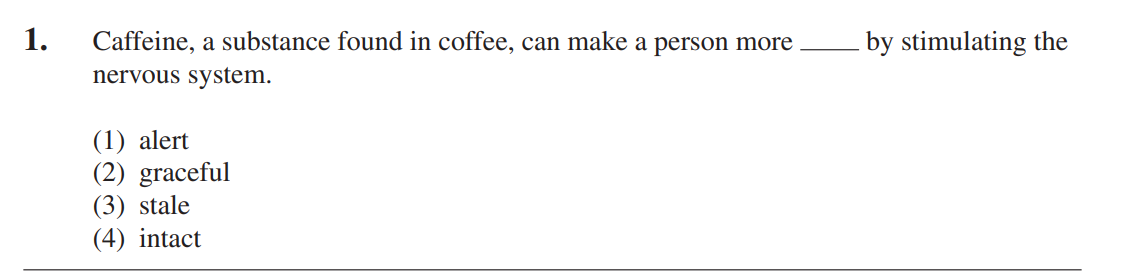 1. Caffeine, a substance found in coffee, can make a person more ____ by stimulating the
nervous system.
(1) alert
(2) graceful
(3) stale
(4) intact